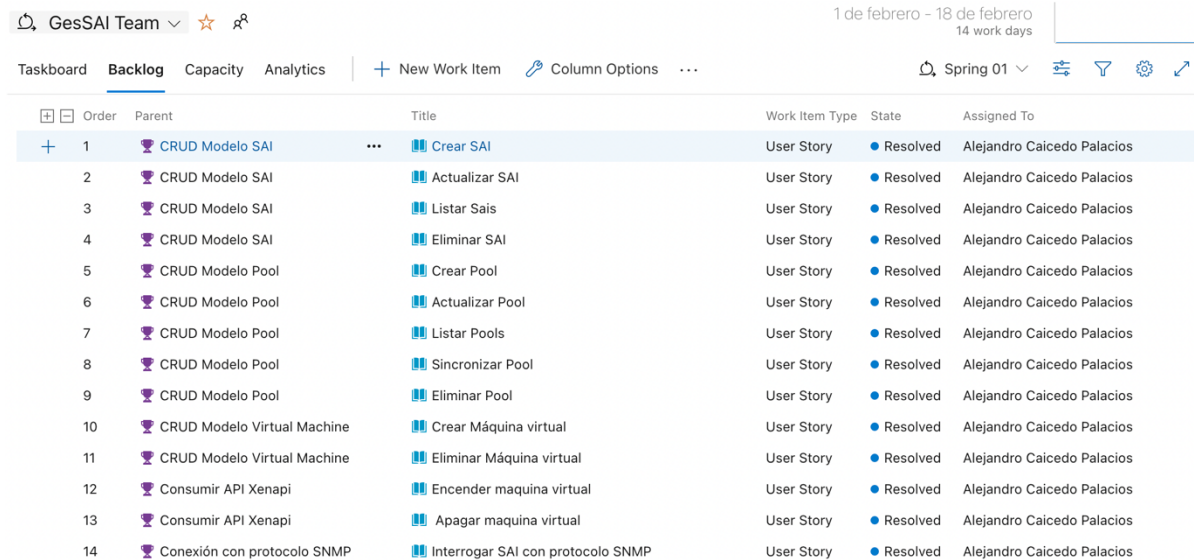 GesSAI Team
1 de febrero - 18 de febrero
14 work days
Taskboard Backlog Capacity Analytics New Work Item Column Options ... Spring 01
Order Parent Title Work Item Type State Assigned To
1 CRUD Modelo SAI ... Crear SAI User Story Resolved Alejandro Caicedo Palacios
2 CRUD Modelo SAI Actualizar SAI User Story Resolved Alejandro Caicedo Palacios
3 CRUD Modelo SAI Listar Sais User Story Resolved Alejandro Caicedo Palacios
4 CRUD Modelo SAI Eliminar SAI User Story Resolved Alejandro Caicedo Palacios
5 CRUD Modelo Pool Crear Pool User Story Resolved Alejandro Caicedo Palacios
6 CRUD Modelo Pool Actualizar Pool User Story Resolved Alejandro Caicedo Palacios
7 CRUD Modelo Pool Listar Pools User Story Resolved Alejandro Caicedo Palacios
8 CRUD Modelo Pool Sincronizar Pool User Story Resolved Alejandro Caicedo Palacios
9 CRUD Modelo Pool Eliminar Pool User Story Resolved Alejandro Caicedo Palacios
10 CRUD Modelo Virtual Machine Crear Máquina virtual User Story Resolved Alejandro Caicedo Palacios
11 CRUD Modelo Virtual Machine Eliminar Máquina virtual User Story Resolved Alejandro Caicedo Palacios
12 Consumir API Xenapi Encender maquina virtual User Story Resolved Alejandro Caicedo Palacios
13 Consumir API Xenapi Apagar maquina virtual User Story Resolved Alejandro Caicedo Palacios
14 Conexión con protocolo SNMP Interrogar SAI con protocolo SNMP User Story Resolved Alejandro Caicedo Palacios